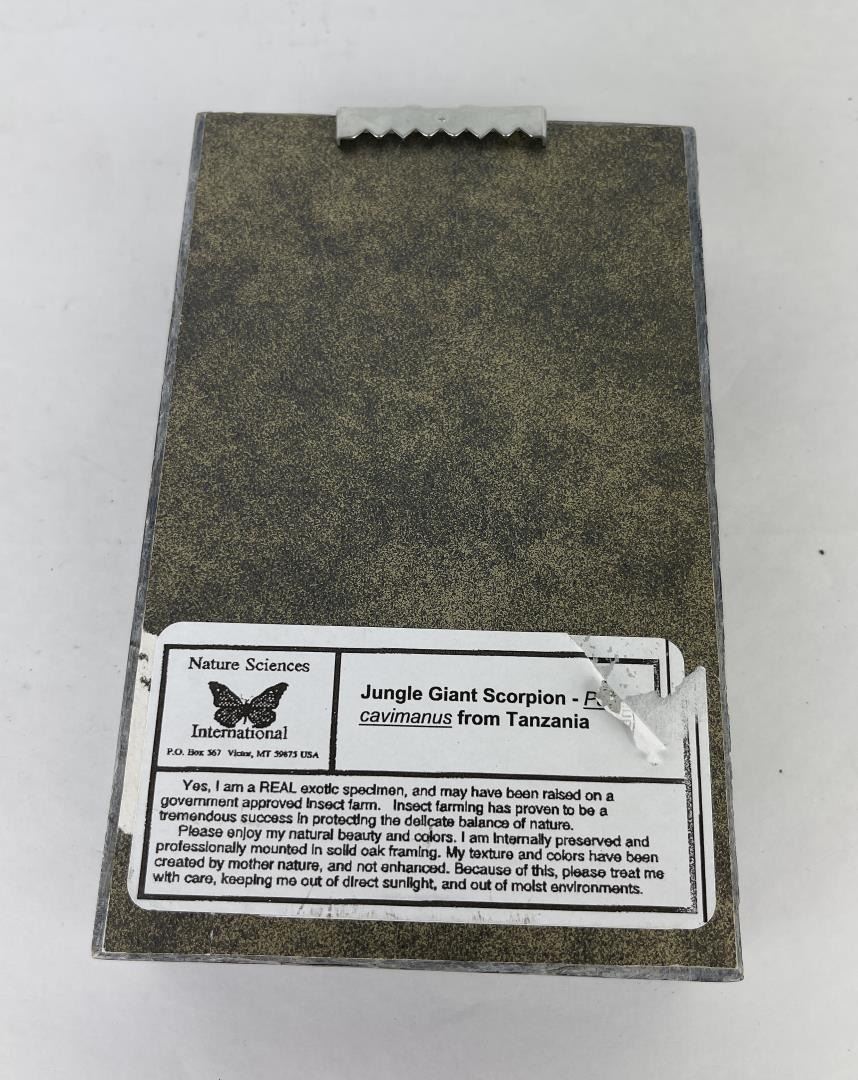 Nature Sciences
International
P.O. Box 567 Victor, MT 59875 USA
Jungle Giant Scorpion -
cavimanus from Tanzania
Yes, I am a REAL exotic specimen, and may have been raised on a
government approved insect farm. Insect farming has proven to be a
tremendous success in protecting the delicate balance of nature.
Please enjoy my natural beauty and colors. I am internally preserved and
professionally mounted in solid oak framing. My texture and colors have been
created by mother nature, and not enhanced. Because of this, please treat me
with care, keeping me out of direct sunlight, and out of moist environments.